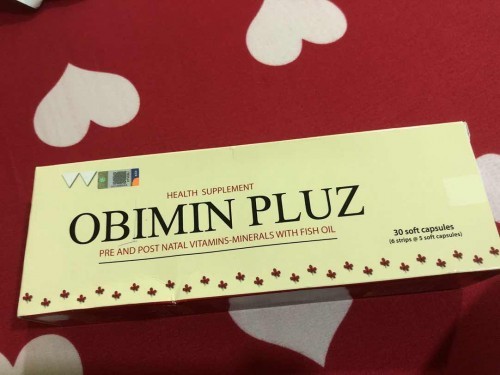 HEALTH SUPPLEMENT
OBIMIN PLUZ
PRE AND POST NATAL VITAMINS-MINERALS WITH FISH OIL
30 soft capsules
(6 strips @ 5 soft capsules)